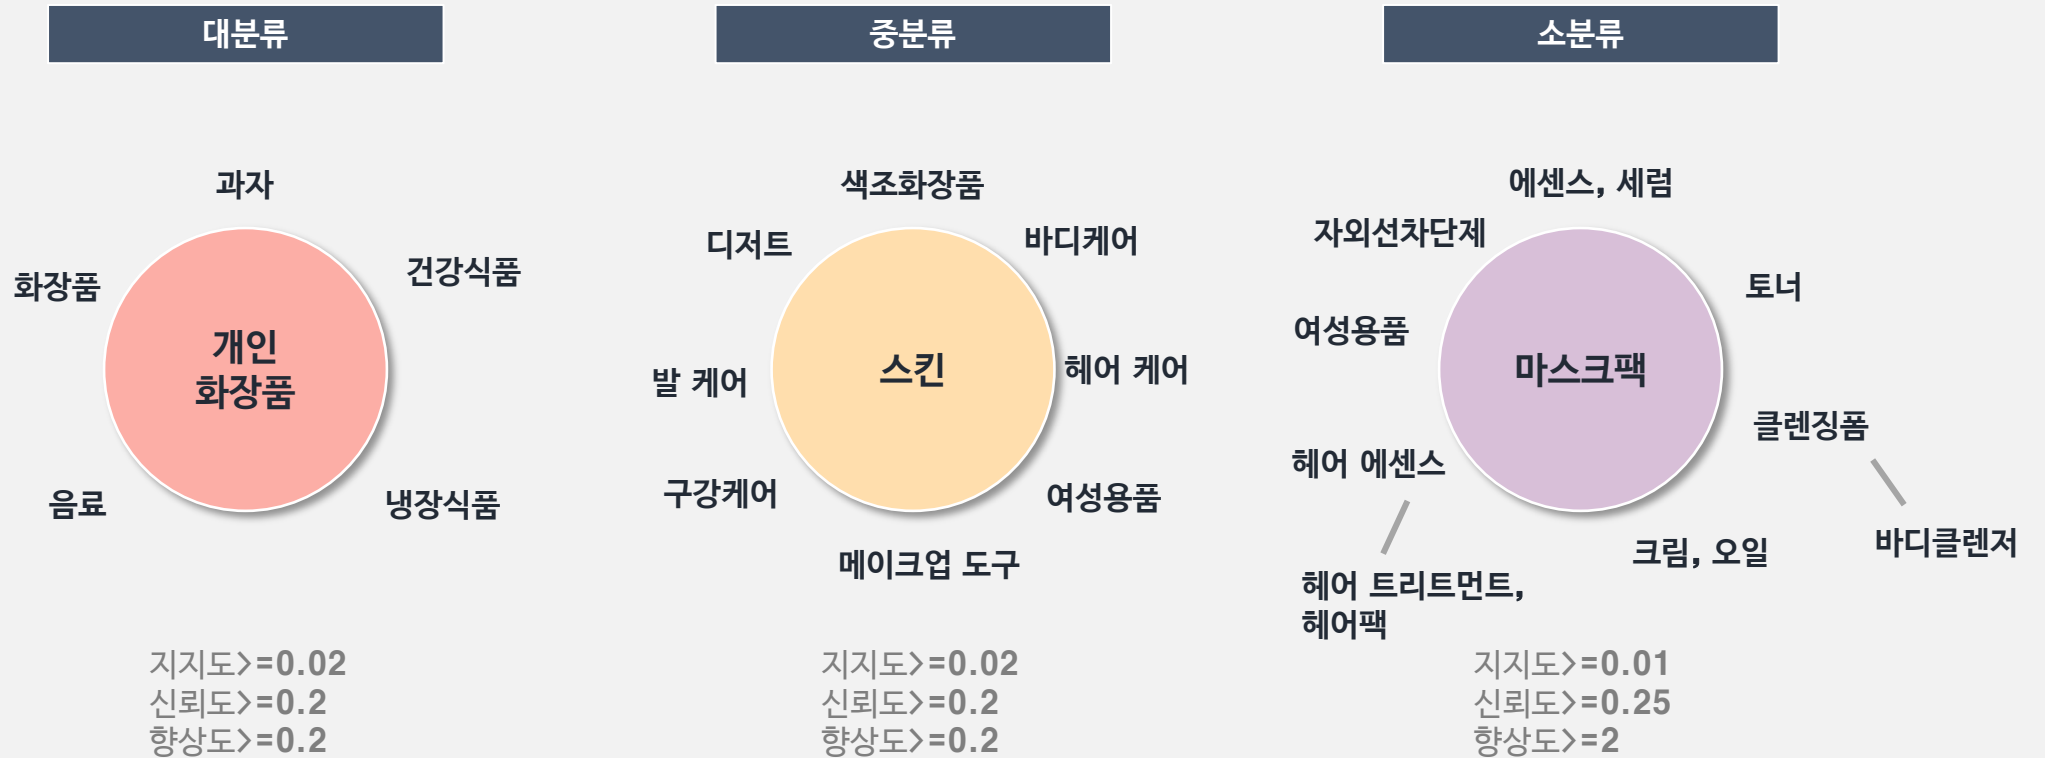 대분류
과자
화장품
건강식품
개인
화장품
음료
냉장식품
지지도>=0.02
신뢰도>=0.2
향상도>=0.2
중분류
색조화장품
디저트
바디케어
스킨
헤어 케어
발 케어
구강케어
여성용품
메이크업 도구
지지도>=0.02
신뢰도>=0.2
향상도>=0.2
소분류
에센스, 세럼
자외선차단제
토너
여성용품
마스크팩
클렌징폼
헤어 에센스
바디클렌저
크림, 오일
헤어 트리트먼트,
헤어팩
지지도>=0.01
신뢰도>=0.25
향상도>=2